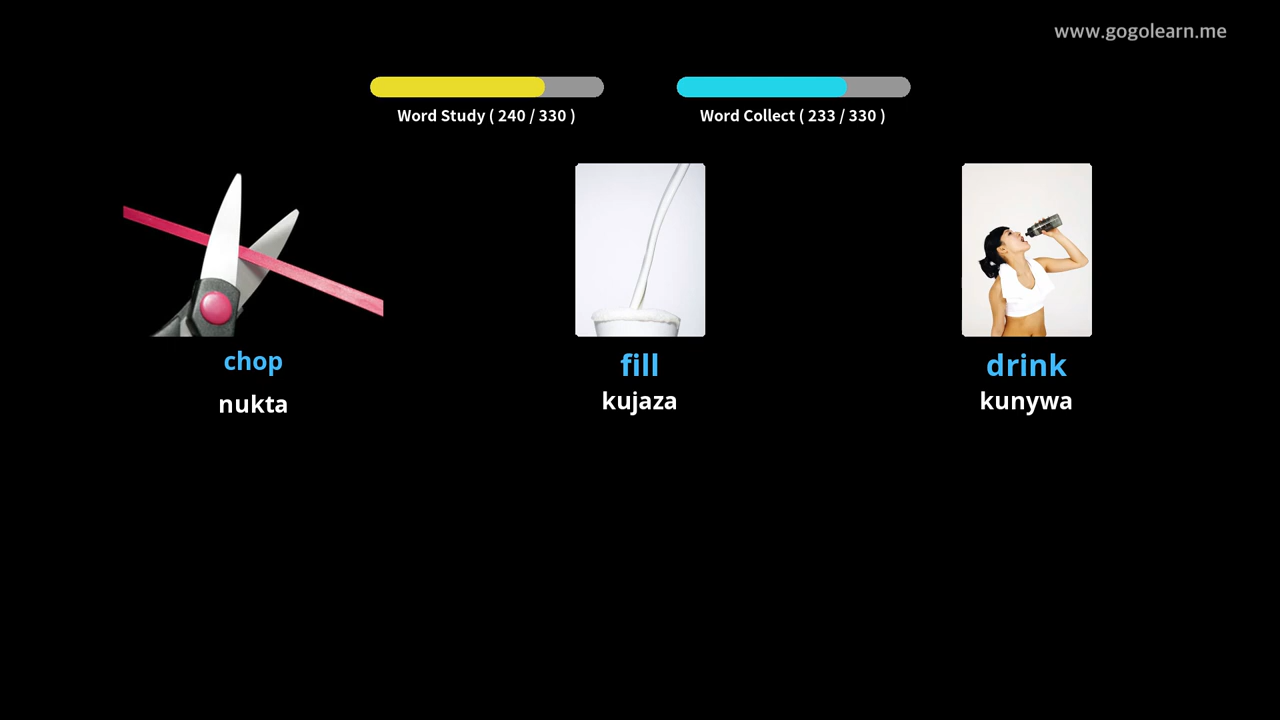 www.gogolearn.me
Word Study ( 240 / 330 )
Word Collect ( 233 / 330 )
chop
nukta
fill
kujaza
drink
kunywa